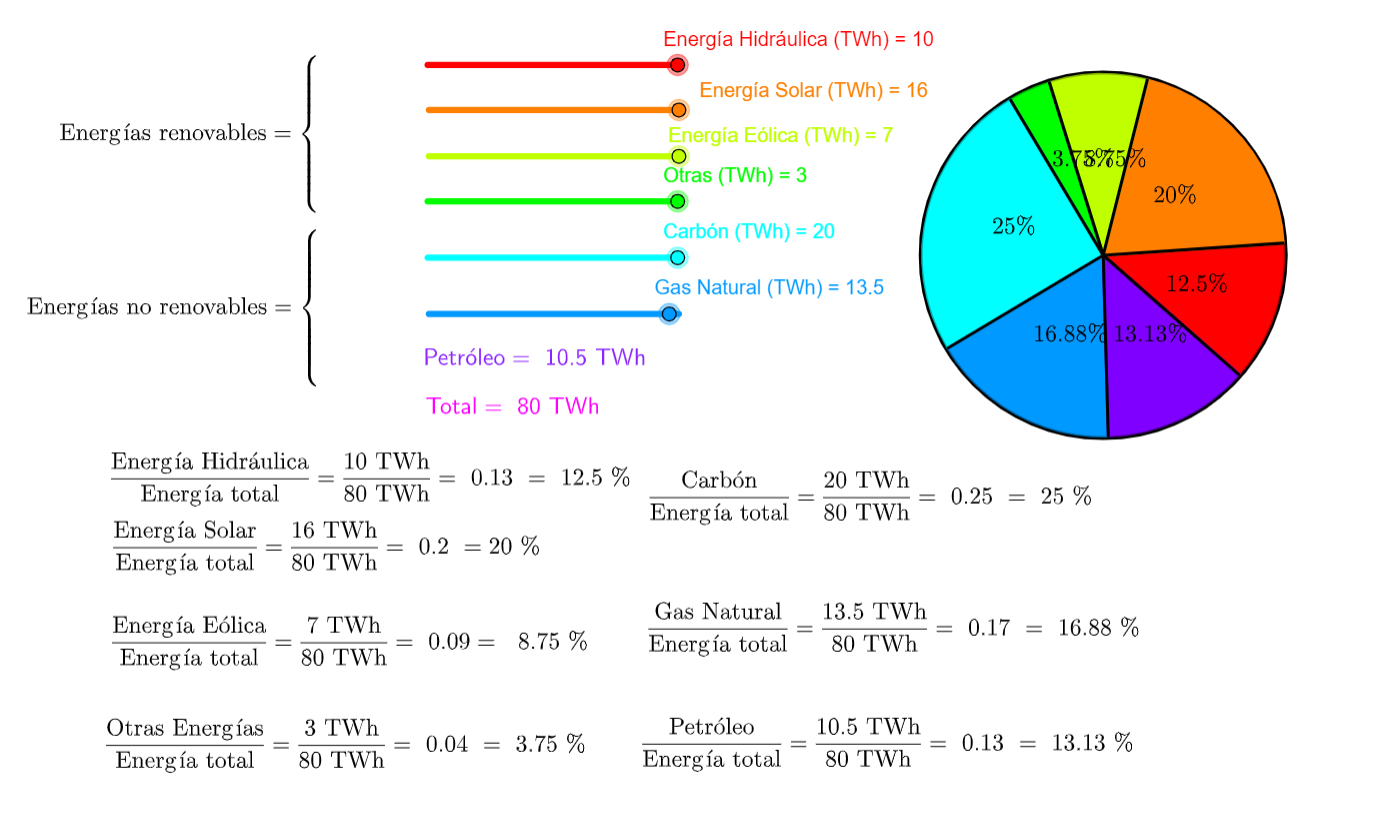 Energía Hidráulica (TWh) = 10
Energía Solar (TWh) = 16
Energías renovables =
Energía Eólica (TWh) = 7
Otras (TWh) = 3
Carbón (TWh) = 20
Energías no renovables =
Gas Natural (TWh) = 13.5
Petróleo = 10.5 TWh
Total = 80 TWh
3.75%
8.75%
20%
25%
12.5%
16.88%
13.13%
Energía Hidráulica / Energía total = 10 TWh / 80 TWh = 0.13 = 12.5 %
Energía Solar / Energía total = 16 TWh / 80 TWh = 0.2 = 20 %
Energía Eólica / Energía total = 7 TWh / 80 TWh = 0.09 = 8.75 %
Otras Energías / Energía total = 3 TWh / 80 TWh = 0.04 = 3.75 %
Carbón / Energía total = 20 TWh / 80 TWh = 0.25 = 25 %
Gas Natural / Energía total = 13.5 TWh / 80 TWh = 0.17 = 16.88 %
Petróleo / Energía total = 10.5 TWh / 80 TWh = 0.13 = 13.13 %